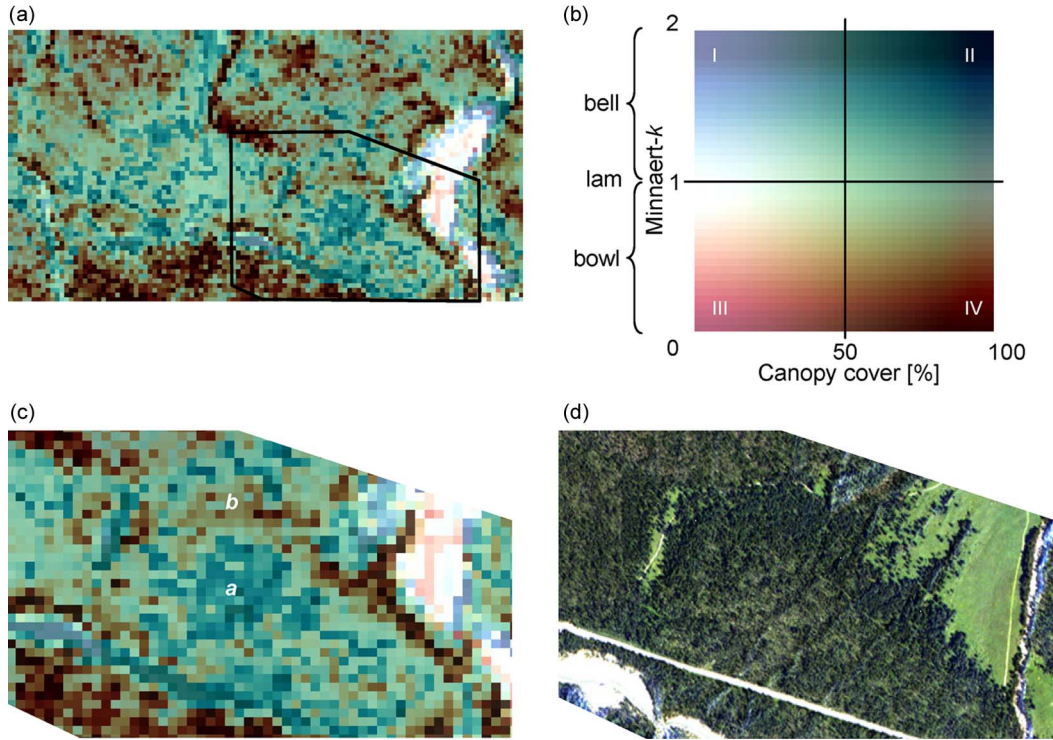 (a)
(b)
2
I
II
bell
lam
1
Minnaert-k
bowl
III
IV
0
50
100
Canopy cover [%]
(c)
b
a
(d)